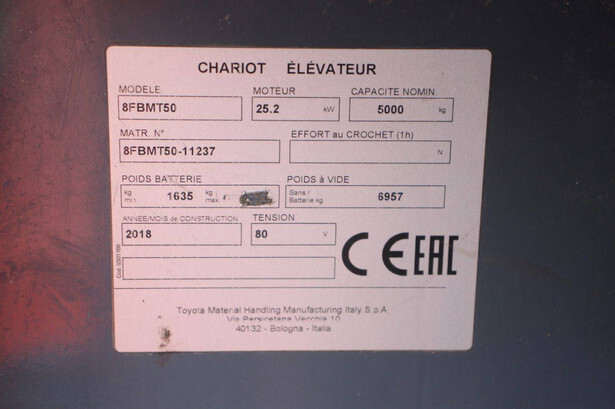 CHARIOT ÉLÉVATEUR
MODELE MOTEUR CAPACITE NOMIN.
8FBMT50 25.2 kW 5000 kg
MATR. N° EFFORT au CROCHET (1h)
8FBMT50-11237 N
POIDS BATTERIE POIDS à VIDE
kg min. 1635 kg max. Sans / Batterie kg 6957
ANNEE/MOIS de CONSTRUCTION TENSION
2018 80 V
CE EAC
Toyota Material Handling Manufacturing Italy S.p.A.
Via Persicetana Vecchia 10
40132 - Bologna - Italia